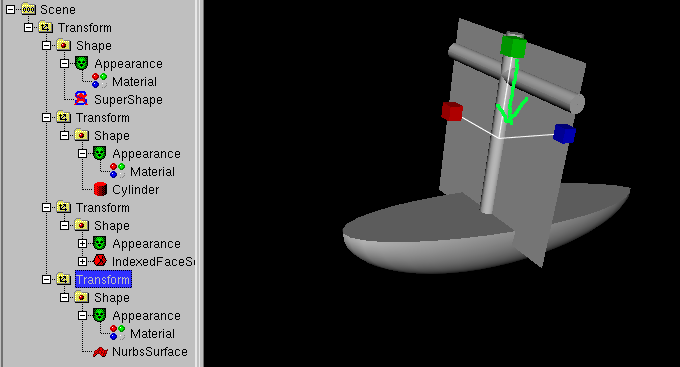 Scene
Transform
Shape
Appearance
Material
SuperShape
Transform
Shape
Appearance
Material
Cylinder
Transform
Shape
Appearance
IndexedFaceS
Transform
Shape
Appearance
Material
NurbsSurface